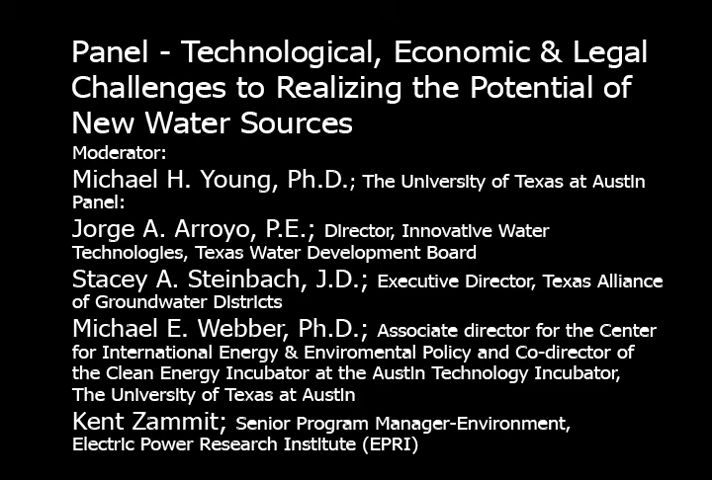 Panel - Technological, Economic & Legal
Challenges to Realizing the Potential of
New Water Sources
Moderator:
Michael H. Young, Ph.D.; The University of Texas at Austin
Panel:
Jorge A. Arroyo, P.E.; Director, Innovative Water
Technologies, Texas Water Development Board
Stacey A. Steinbach, J.D.; Executive Director, Texas Alliance
of Groundwater Districts
Michael E. Webber, Ph.D.; Associate director for the Center
for International Energy & Enviromental Policy and Co-director of
the Clean Energy Incubator at the Austin Technology Incubator,
The University of Texas at Austin
Kent Zammit; Senior Program Manager-Environment,
Electric Power Research Institute (EPRI)